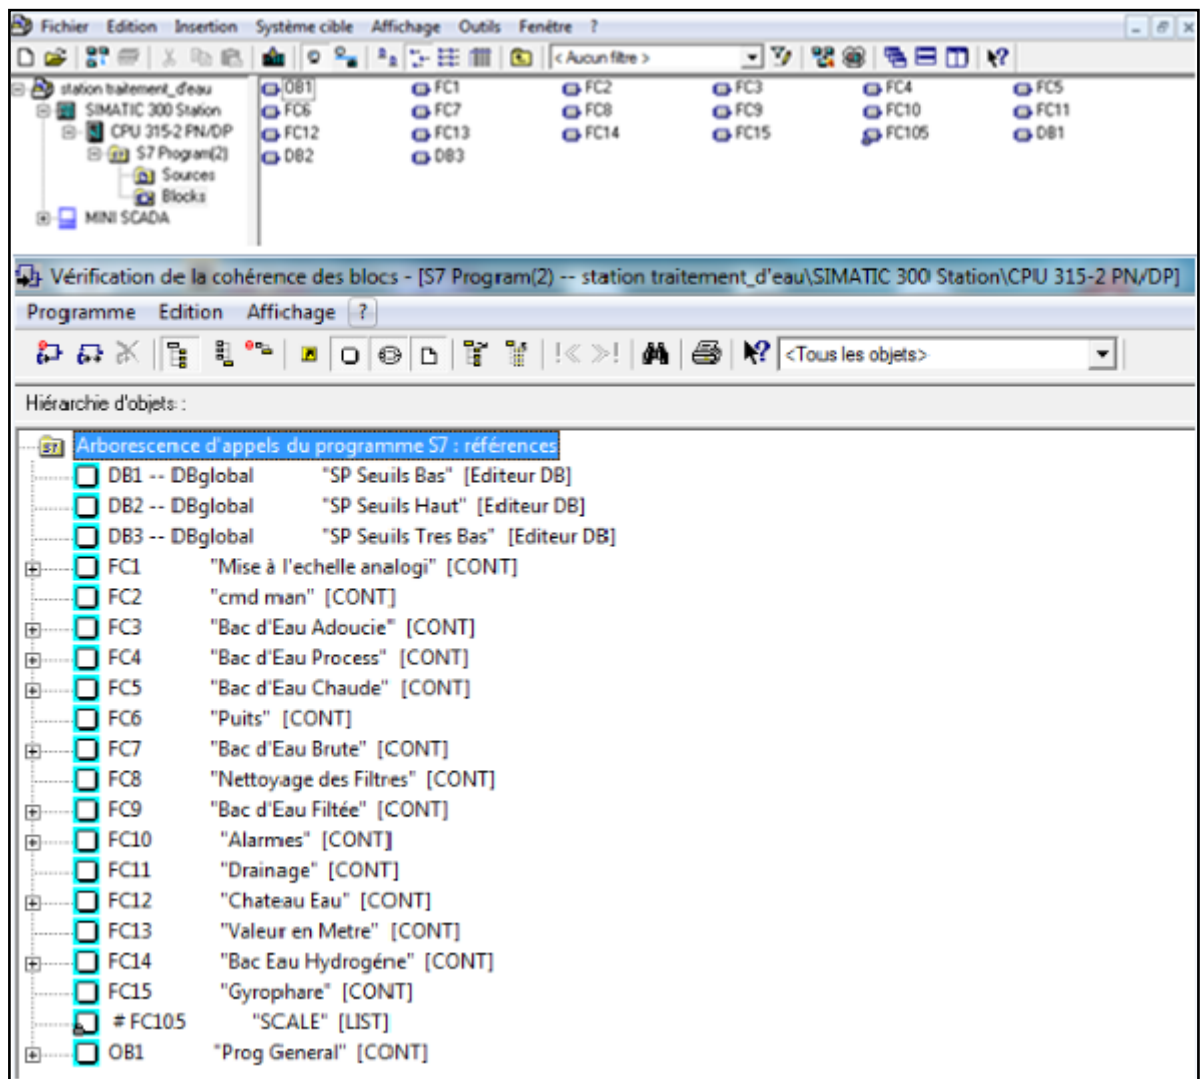 Fichier Edition Insertion Système cible Affichage Outils Fenêtre ?
< Aucun filtre >
station traitement_d'eau
SIMATIC 300 Station
CPU 315-2 PN/DP
S7 Program(2)
Sources
Blocks
MINI SCADA
OB1 FC1 FC2 FC3 FC4 FC5
FC6 FC7 FC8 FC9 FC10 FC11
FC12 FC13 FC14 FC15 FC105 DB1
DB2 DB3
Vérification de la cohérence des blocs - [S7 Program(2) -- station traitement_d'eau\SIMATIC 300 Station\CPU 315-2 PN/DP]
Programme Edition Affichage ?
<Tous les objets>
Hiérarchie d'objets :
S7 Arborescence d'appels du programme S7 : références
DB1 -- DBglobal "SP Seuils Bas" [Editeur DB]
DB2 -- DBglobal "SP Seuils Haut" [Editeur DB]
DB3 -- DBglobal "SP Seuils Tres Bas" [Editeur DB]
FC1 "Mise à l'echelle analogi" [CONT]
FC2 "cmd man" [CONT]
FC3 "Bac d'Eau Adoucie" [CONT]
FC4 "Bac d'Eau Process" [CONT]
FC5 "Bac d'Eau Chaude" [CONT]
FC6 "Puits" [CONT]
FC7 "Bac d'Eau Brute" [CONT]
FC8 "Nettoyage des Filtres" [CONT]
FC9 "Bac d'Eau Filtée" [CONT]
FC10 "Alarmes" [CONT]
FC11 "Drainage" [CONT]
FC12 "Chateau Eau" [CONT]
FC13 "Valeur en Metre" [CONT]
FC14 "Bac Eau Hydrogéne" [CONT]
FC15 "Gyrophare" [CONT]
# FC105 "SCALE" [LIST]
OB1 "Prog General" [CONT]